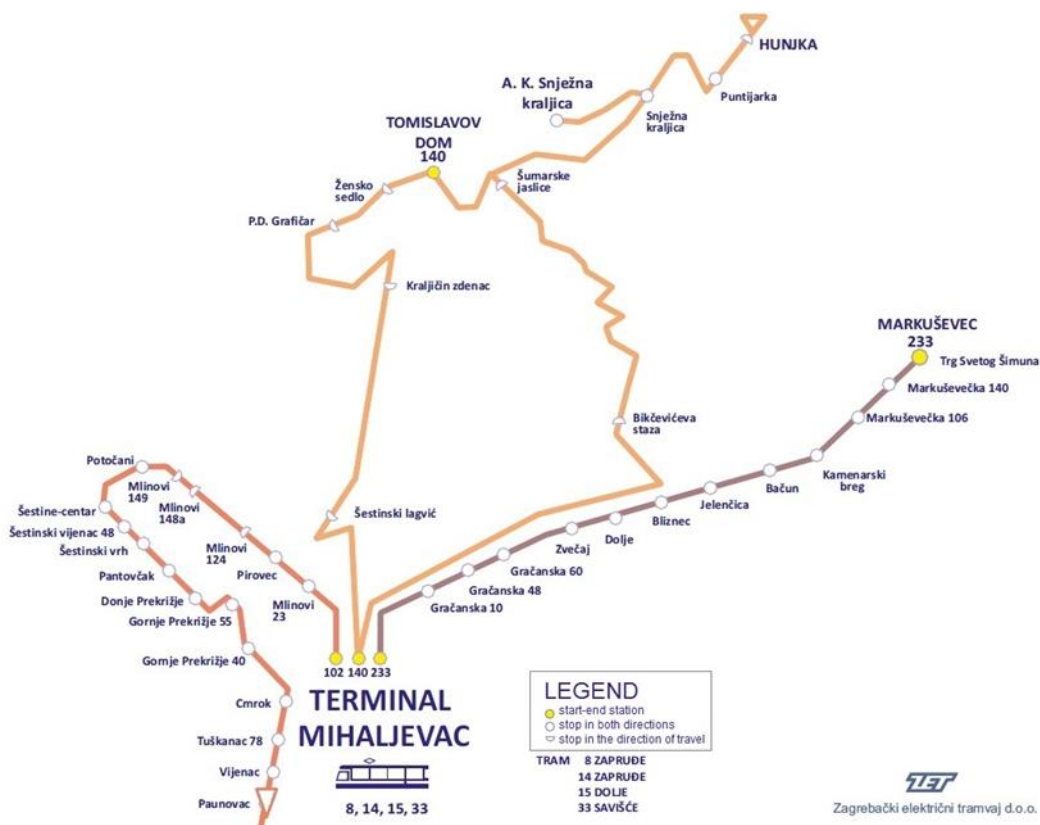 HUNJKA
A. K. Snježna
kraljica
Puntijarka
Snježna
kraljica
TOMISLAVOV
DOM
140
Žensko
sedlo
Šumarske
jaslice
P.D. Grafičar
Kraljičin zdenac
MARKUŠEVEC
233
Trg Svetog Šimuna
Markuševečka 140
Markuševečka 106
Bikčevićeva
staza
Kamenarski
breg
Bačun
Jelenčica
Bliznec
Dolje
Zvečaj
Gračanska 60
Gračanska 48
Gračanska 10
Šestinski lagvić
Potočani
Mlinovi
149
Mlinovi
148a
Mlinovi
124
Pirovec
Mlinovi
23
Šestine-centar
Šestinski vijenac 48
Šestinski vrh
Pantovčak
Donje Prekrižje
Gornje Prekrižje 55
Gornje Prekrižje 40
Cmrok
Tuškanac 78
Vijenac
Paunovac
102 140 233
TERMINAL
MIHALJEVAC
8, 14, 15, 33
LEGEND
start-end station
stop in both directions
stop in the direction of travel
TRAM 8 ZAPRUĐE
14 ZAPRUĐE
15 DOLJE
33 SAVIŠĆE
ZET
Zagrebački električni tramvaj d.o.o.